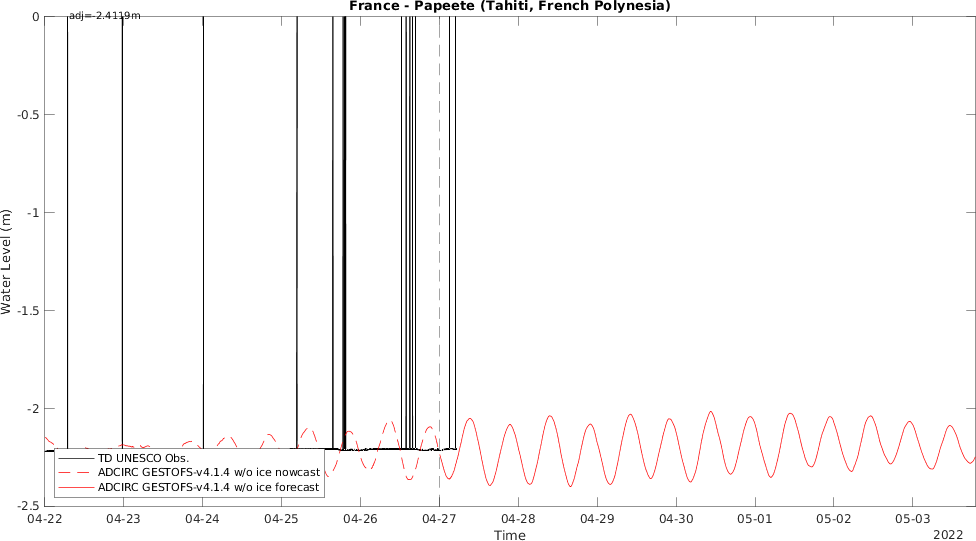 France - Papeete (Tahiti, French Polynesia)
adj=-2.4119m
0
-0.5
-1
-1.5
-2
-2.5
Water Level (m)
TD UNESCO Obs.
ADCIRC GESTOFS-v4.1.4 w/o ice nowcast
ADCIRC GESTOFS-v4.1.4 w/o ice forecast
04-22 04-23 04-24 04-25 04-26 04-27 04-28 04-29 04-30 05-01 05-02 05-03
Time
2022